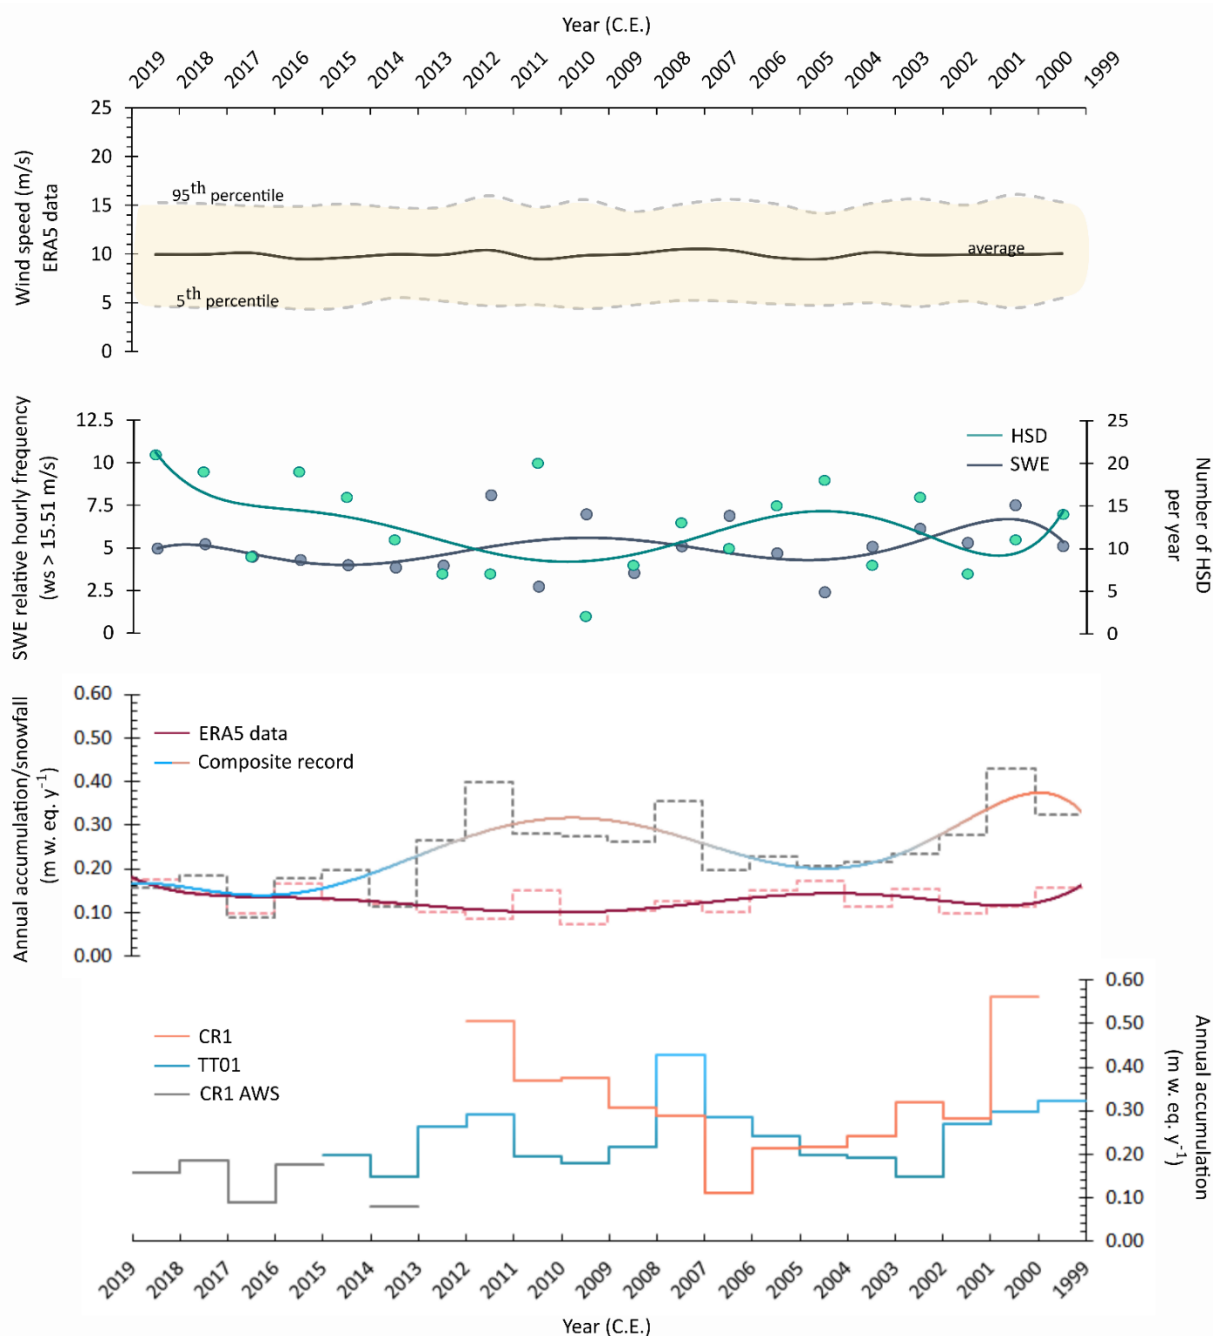 Year (C.E.)
2019 2018 2017 2016 2015 2014 2013 2012 2011 2010 2009 2008 2007 2006 2005 2004 2003 2002 2001 2000 1999
Wind speed (m/s)
ERA5 data
25
20
15
10
5
0
95th percentile
average
5th percentile
SWE relative hourly frequency
(ws > 15.51 m/s)
12.5
10
7.5
5
2.5
0
HSD
SWE
25
20
15
10
5
0
Number of HSD
per year
Annual accumulation/snowfall
(m w. eq. y⁻¹)
0.60
0.50
0.40
0.30
0.20
0.10
0.00
ERA5 data
Composite record
CR1
TT01
CR1 AWS
0.60
0.50
0.40
0.30
0.20
0.10
0.00
Annual accumulation
(m w. eq. y⁻¹)
2019 2018 2017 2016 2015 2014 2013 2012 2011 2010 2009 2008 2007 2006 2005 2004 2003 2002 2001 2000 1999
Year (C.E.)